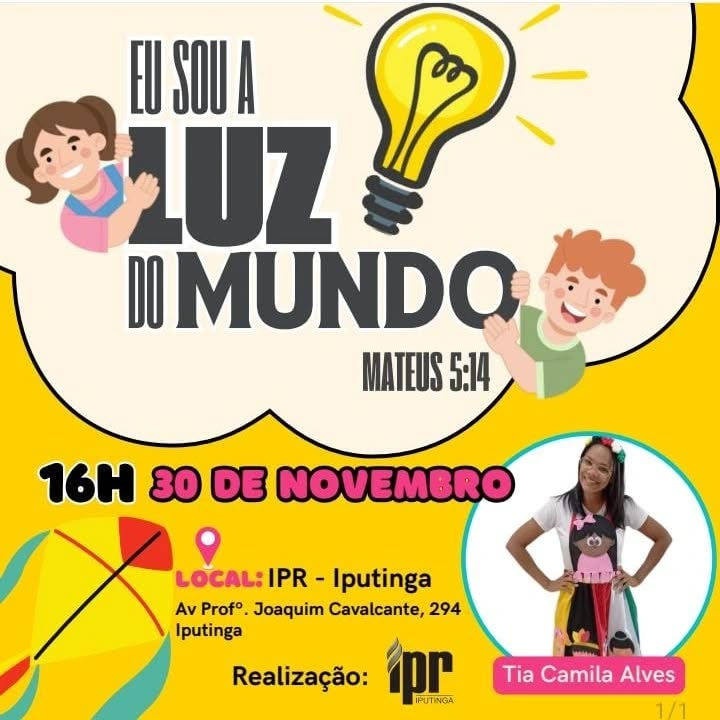 EU SOU A
LUZ
DO MUNDO
MATEUS 5:14
16H 30 DE NOVEMBRO
LOCAL: IPR - Iputinga
Av Profº. Joaquim Cavalcante, 294
Iputinga
Realização: ipr
IPUTINGA
Tia Camila Alves
1/1